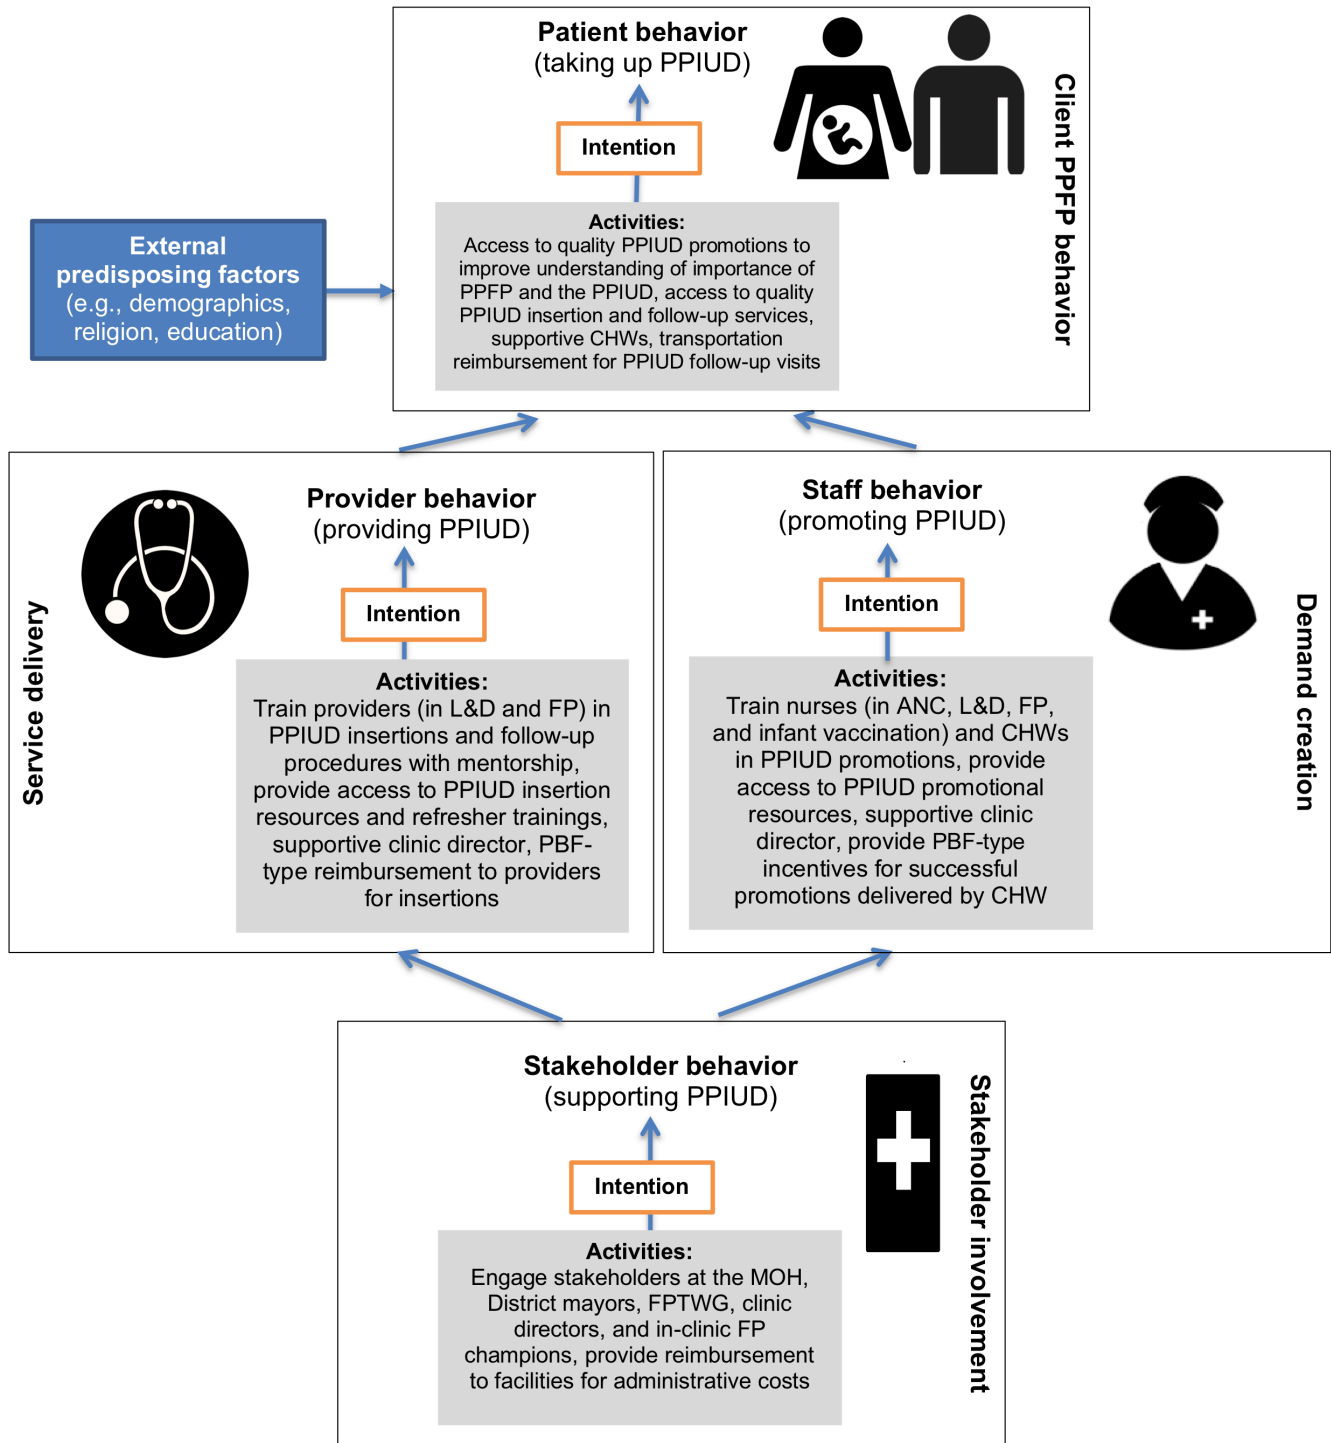 Patient behavior
(taking up PPIUD)
Intention
Activities:
Access to quality PPIUD promotions to
improve understanding of importance of
PPFP and the PPIUD, access to quality
PPIUD insertion and follow-up services,
supportive CHWs, transportation
reimbursement for PPIUD follow-up visits
Client PPFP behavior
External
predisposing factors
(e.g., demographics,
religion, education)
Service delivery
Provider behavior
(providing PPIUD)
Intention
Activities:
Train providers (in L&D and FP) in
PPIUD insertions and follow-up
procedures with mentorship,
provide access to PPIUD insertion
resources and refresher trainings,
supportive clinic director, PBF-
type reimbursement to providers
for insertions
Staff behavior
(promoting PPIUD)
Intention
Activities:
Train nurses (in ANC, L&D, FP,
and infant vaccination) and CHWs
in PPIUD promotions, provide
access to PPIUD promotional
resources, supportive clinic
director, provide PBF-type
incentives for successful
promotions delivered by CHW
Demand creation
Stakeholder behavior
(supporting PPIUD)
Intention
Activities:
Engage stakeholders at the MOH,
District mayors, FPTWG, clinic
directors, and in-clinic FP
champions, provide reimbursement
to facilities for administrative costs
Stakeholder involvement